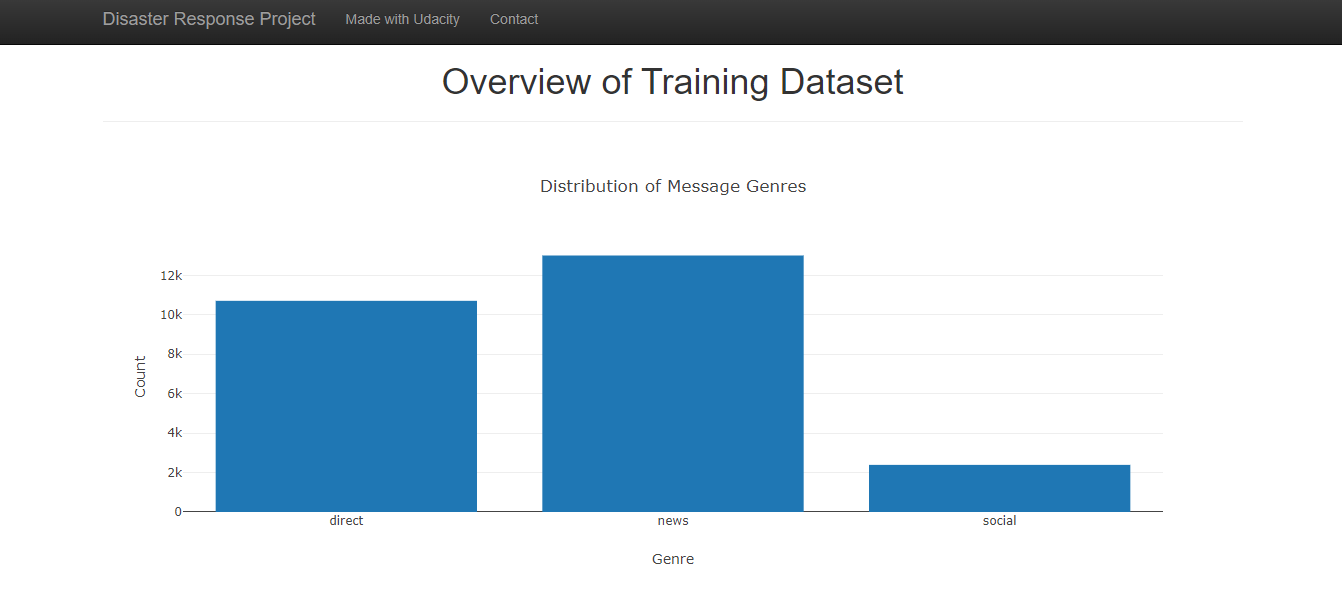 Disaster Response Project Made with Udacity Contact
Overview of Training Dataset
Distribution of Message Genres
12k
10k
8k
6k
4k
2k
0
Count
direct news social
Genre